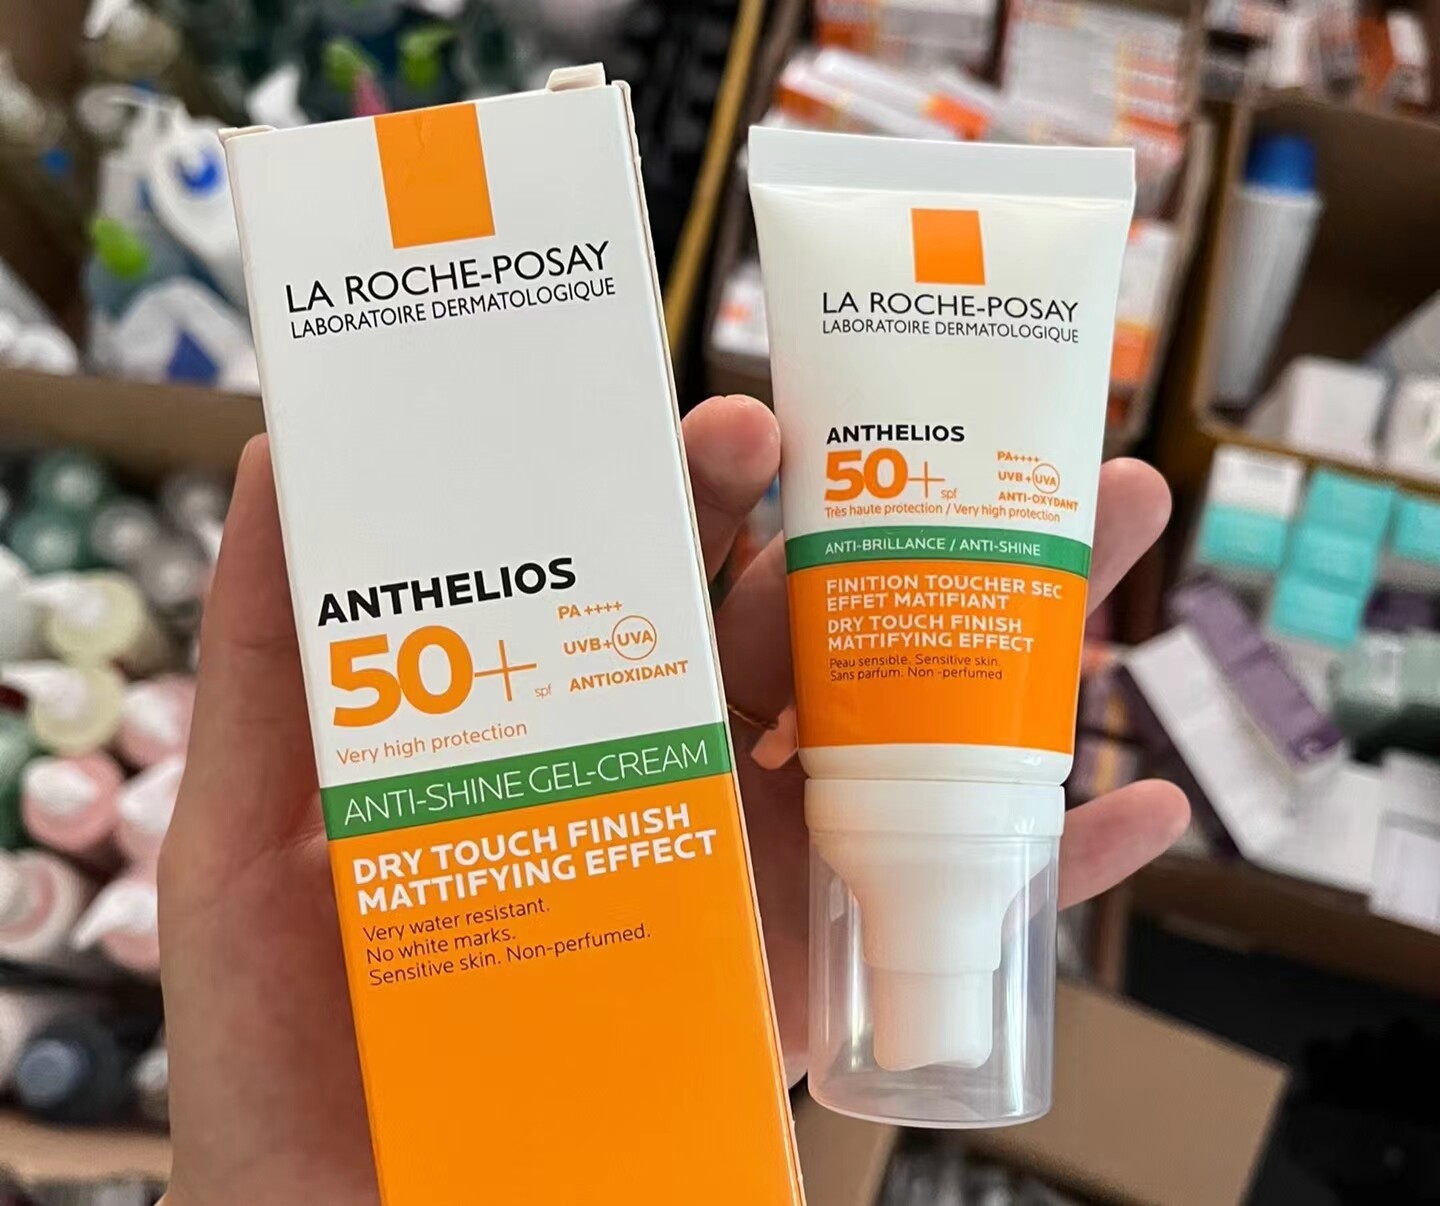 LA ROCHE-POSAY
LABORATOIRE DERMATOLOGIQUE
ANTHELIOS
50+ spf
PA ++++
UVB+UVA
ANTIOXIDANT
Very high protection
ANTI-SHINE GEL-CREAM
DRY TOUCH FINISH
MATTIFYING EFFECT
Very water resistant.
No white marks.
Sensitive skin. Non-perfumed.
LA ROCHE-POSAY
LABORATOIRE DERMATOLOGIQUE
ANTHELIOS
50+ spf
PA++++
UVB+UVA
ANTI-OXYDANT
Très haute protection / Very high protection
ANTI-BRILLANCE / ANTI-SHINE
FINITION TOUCHER SEC
EFFET MATIFIANT
DRY TOUCH FINISH
MATTIFYING EFFECT
Peau sensible. Sensitive skin.
Sans parfum. Non -perfumed